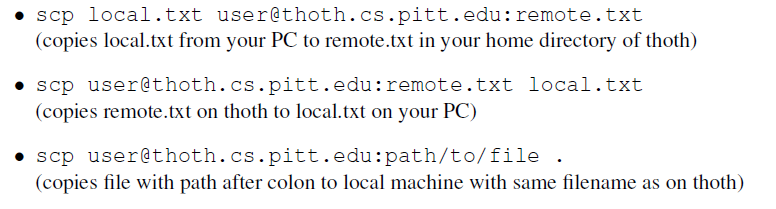 • scp local.txt user@thoth.cs.pitt.edu:remote.txt
(copies local.txt from your PC to remote.txt in your home directory of thoth)
• scp user@thoth.cs.pitt.edu:remote.txt local.txt
(copies remote.txt on thoth to local.txt on your PC)
• scp user@thoth.cs.pitt.edu:path/to/file .
(copies file with path after colon to local machine with same filename as on thoth)